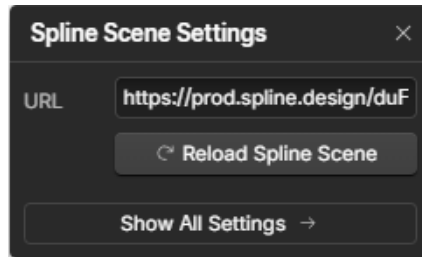 Spline Scene Settings
URL https://prod.spline.design/duF
Reload Spline Scene
Show All Settings →